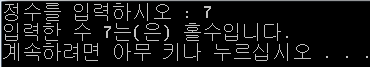 정수를 입력하시오 : 7
입력한 수 7는(은) 홀수입니다.
계속하려면 아무 키나 누르십시오 . . .